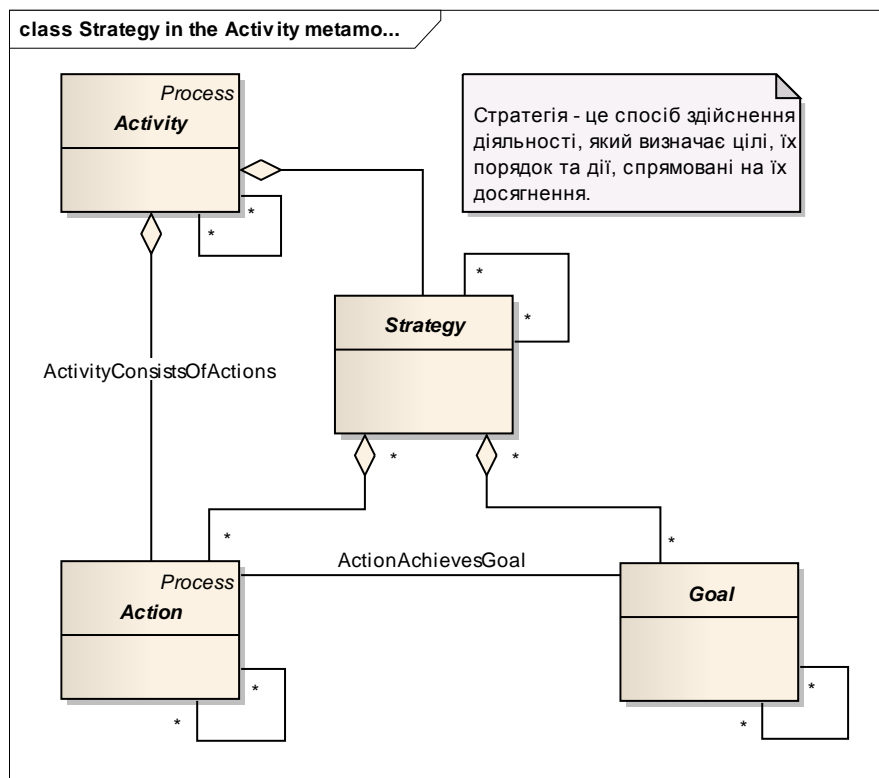 class Strategy in the Activity metamo...
Process
Activity
Стратегія - це спосіб здійснення
діяльності, який визначає цілі, їх
порядок та дії, спрямовані на їх
досягнення.
*
*
*
*
Strategy
ActivityConsistsOfActions
*
*
*
*
ActionAchievesGoal
Process
Action
Goal
*
*
*
*